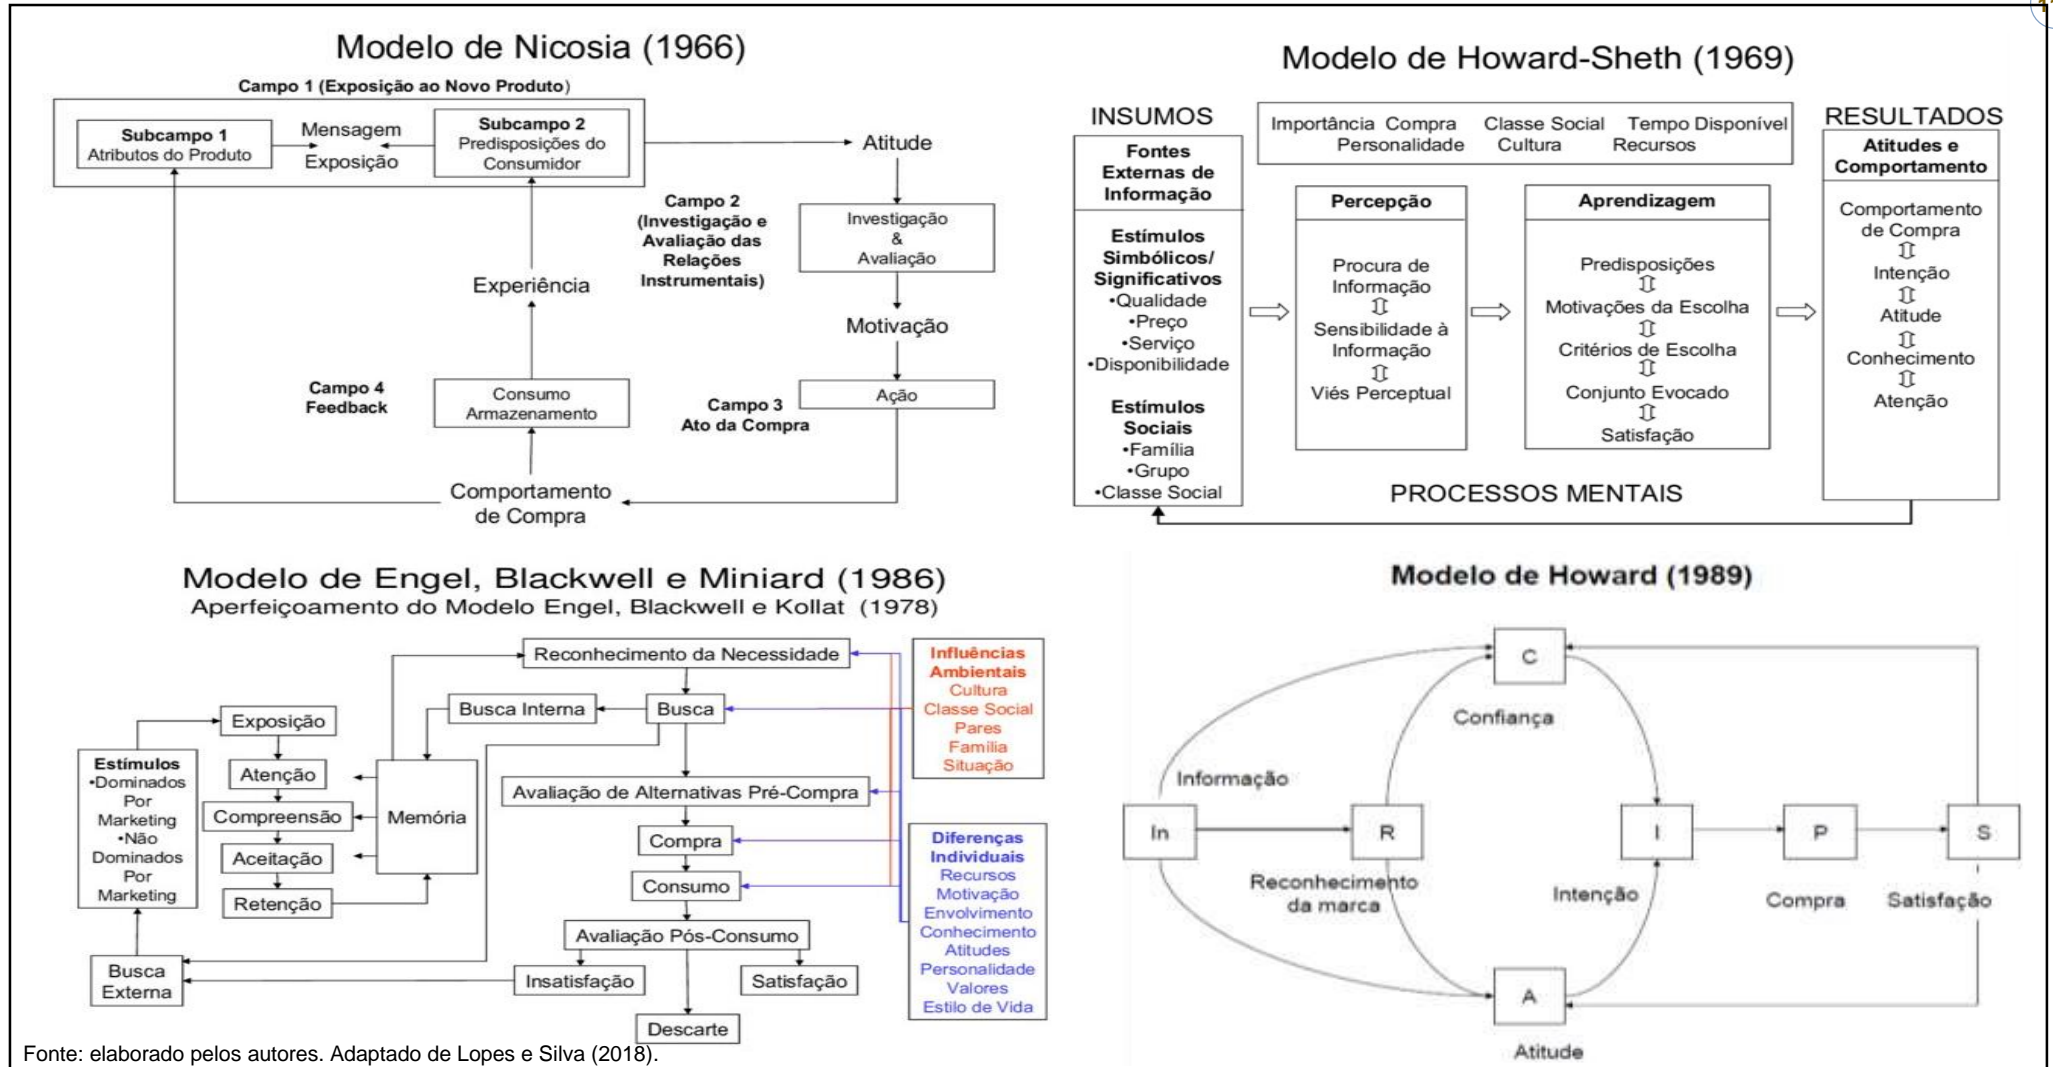 Modelo de Nicosia (1966)
Campo 1 (Exposição ao Novo Produto)
Subcampo 1
Atributos do Produto
Mensagem
Exposição
Subcampo 2
Predisposições do
Consumidor
Atitude
Campo 2
(Investigação e
Avaliação das
Relações
Instrumentais)
Investigação
&
Avaliação
Experiência
Motivação
Campo 4
Feedback
Consumo
Armazenamento
Campo 3
Ato da Compra
Ação
Comportamento
de Compra
Modelo de Howard-Sheth (1969)
INSUMOS
Fontes
Externas de
Informação
Estímulos
Simbólicos/
Significativos
•Qualidade
•Preço
•Serviço
•Disponibilidade
Estímulos
Sociais
•Família
•Grupo
•Classe Social
Importância Compra Classe Social Tempo Disponível
Personalidade Cultura Recursos
Percepção
Procura de
Informação
Sensibilidade à
Informação
Viés Perceptual
Aprendizagem
Predisposições
Motivações da Escolha
Critérios de Escolha
Conjunto Evocado
Satisfação
RESULTADOS
Atitudes e
Comportamento
Comportamento
de Compra
Intenção
Atitude
Conhecimento
Atenção
PROCESSOS MENTAIS
Modelo de Engel, Blackwell e Miniard (1986)
Aperfeiçoamento do Modelo Engel, Blackwell e Kollat (1978)
Reconhecimento da Necessidade
Busca Interna
Busca
Exposição
Estímulos
•Dominados
Por
Marketing
•Não
Dominados
Por
Marketing
Atenção
Compreensão
Aceitação
Retenção
Memória
Avaliação de Alternativas Pré-Compra
Compra
Consumo
Avaliação Pós-Consumo
Busca
Externa
Insatisfação
Satisfação
Descarte
Influências
Ambientais
Cultura
Classe Social
Pares
Família
Situação
Diferenças
Individuais
Recursos
Motivação
Envolvimento
Conhecimento
Atitudes
Personalidade
Valores
Estilo de Vida
Modelo de Howard (1989)
C
Confiança
Informação
In
R
I
P
S
Reconhecimento
da marca
Intenção
Compra
Satisfação
A
Atitude
Fonte: elaborado pelos autores. Adaptado de Lopes e Silva (2018).